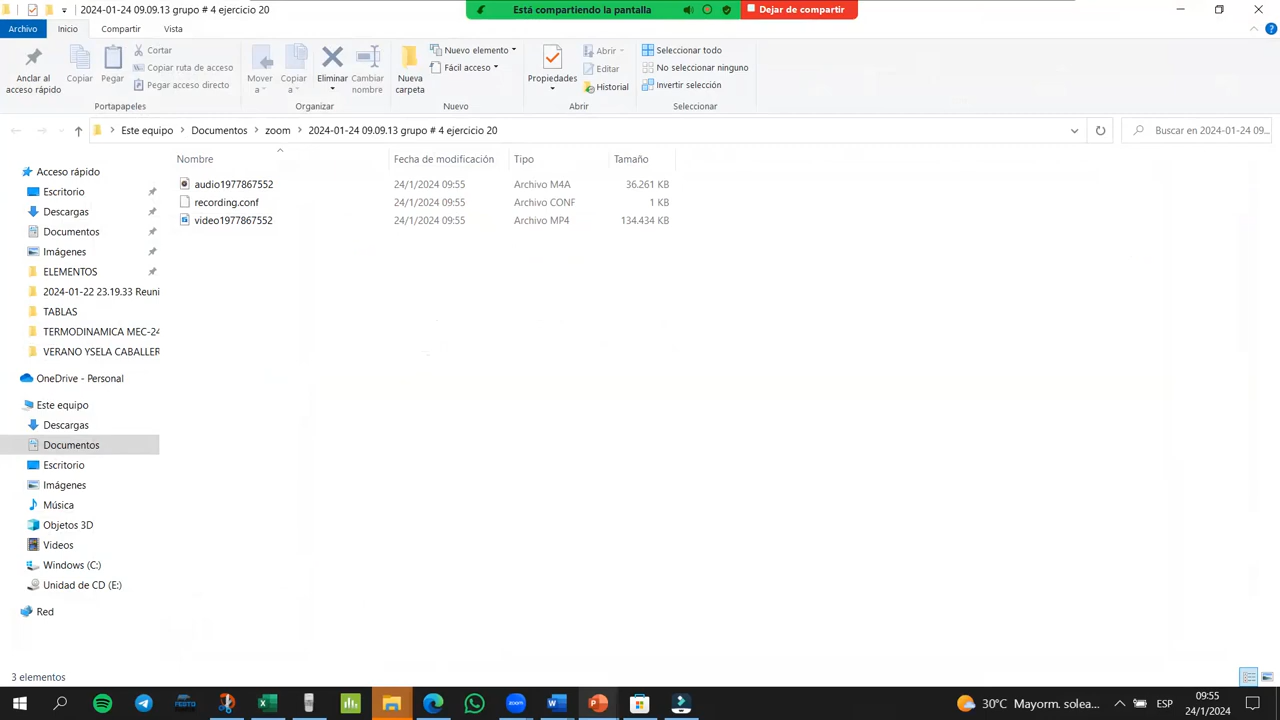 2024-01-24 09.09.13 grupo # 4 ejercicio 20
Está compartiendo la pantalla
Dejar de compartir
Archivo
Inicio
Compartir
Vista
Anclar al acceso rápido
Copiar
Pegar
Cortar
Copiar ruta de acceso
Pegar acceso directo
Portapapeles
Mover a
Copiar a
Eliminar
Cambiar nombre
Organizar
Nueva carpeta
Nuevo elemento
Fácil acceso
Nuevo
Propiedades
Abrir
Editar
Historial
Abrir
Seleccionar todo
No seleccionar ninguno
Invertir selección
Seleccionar
Este equipo > Documentos > zoom > 2024-01-24 09.09.13 grupo # 4 ejercicio 20
Buscar en 2024-01-24 09...
Nombre Fecha de modificación Tipo Tamaño
audio1977867552 24/1/2024 09:55 Archivo M4A 36.261 KB
recording.conf 24/1/2024 09:55 Archivo CONF 1 KB
video1977867552 24/1/2024 09:55 Archivo MP4 134.434 KB
Acceso rápido
Escritorio
Descargas
Documentos
Imágenes
ELEMENTOS
2024-01-22 23.19.33 Reuni
TABLAS
TERMODINAMICA MEC-24
VERANO YSELA CABALLER
OneDrive - Personal
Este equipo
Descargas
Documentos
Escritorio
Imágenes
Música
Objetos 3D
Videos
Windows (C:)
Unidad de CD (E:)
Red
3 elementos
FESTO
zoom
30°C Mayorm. solea...
ESP
09:55
24/1/2024